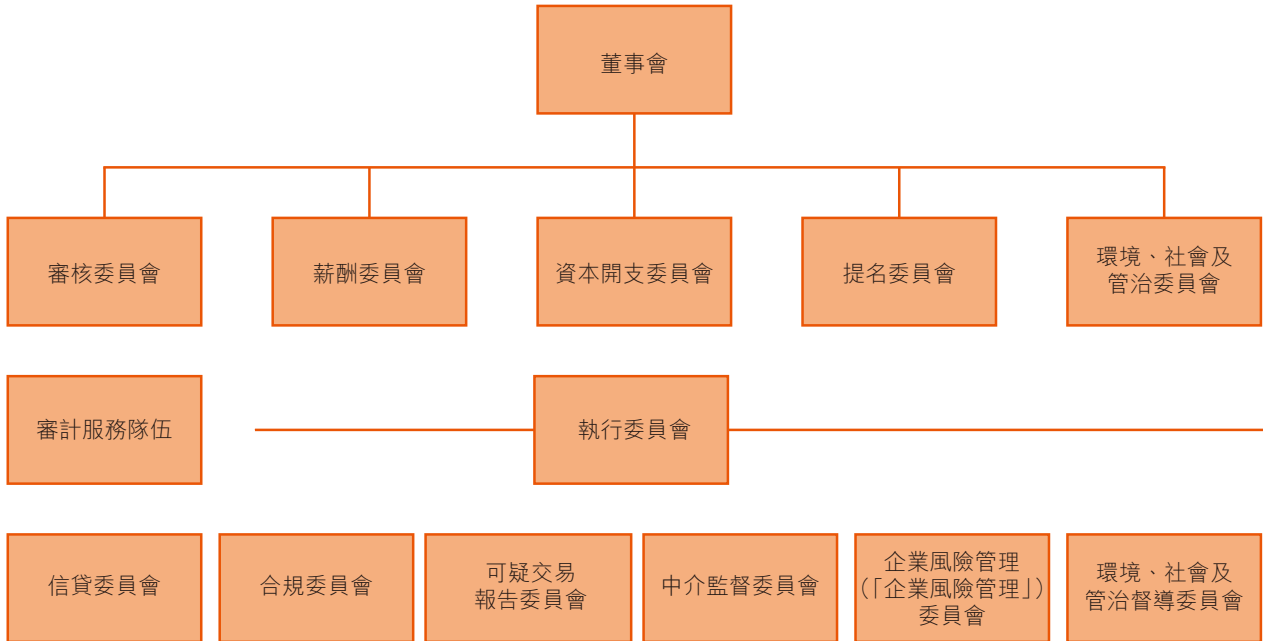 董事會
審核委員會
薪酬委員會
資本開支委員會
提名委員會
環境、社會及
管治委員會
審計服務隊伍
執行委員會
信貸委員會
合規委員會
可疑交易
報告委員會
中介監督委員會
企業風險管理
(「企業風險管理」)
委員會
環境、社會及
管治督導委員會